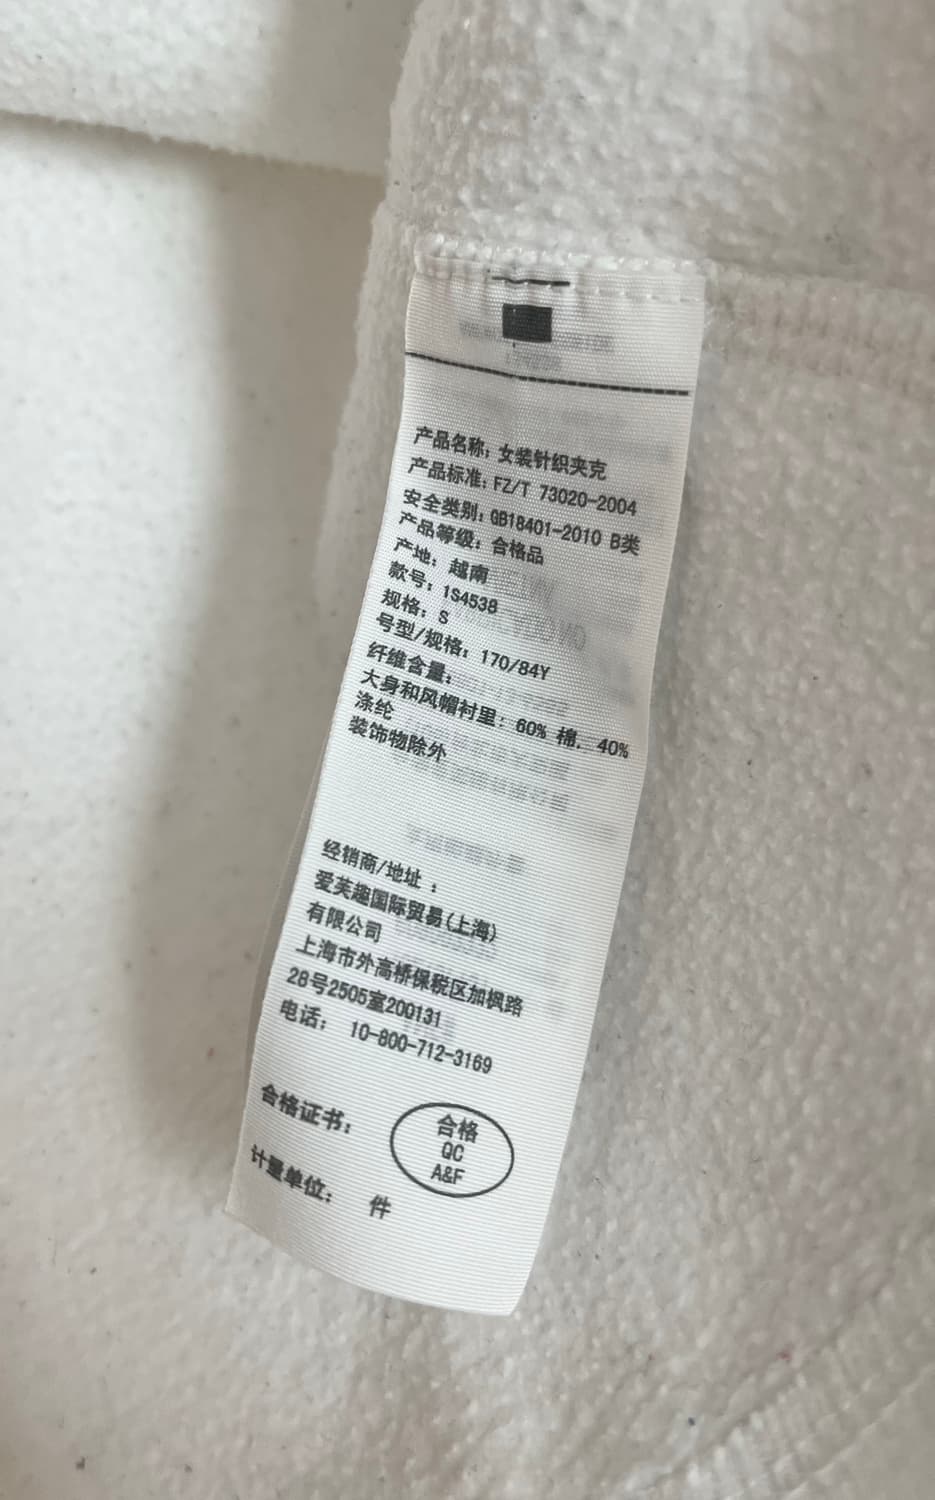 产品名称: 女装针织夹克
产品标准: FZ/T 73020-2004
安全类别: GB18401-2010 B类
产品等级: 合格品
产地: 越南
款号: 1S453B
规格: S
号型/规格: 170/84Y
纤维含量:
大身和风帽衬里: 60% 棉, 40%
涤纶
装饰物除外
经销商/地址 :
爱芙趣国际贸易(上海)
有限公司
上海市外高桥保税区加枫路
28号2505室200131
电话: 10-800-712-3169
合格证书:
合格
QC
A&F
计量单位: 件